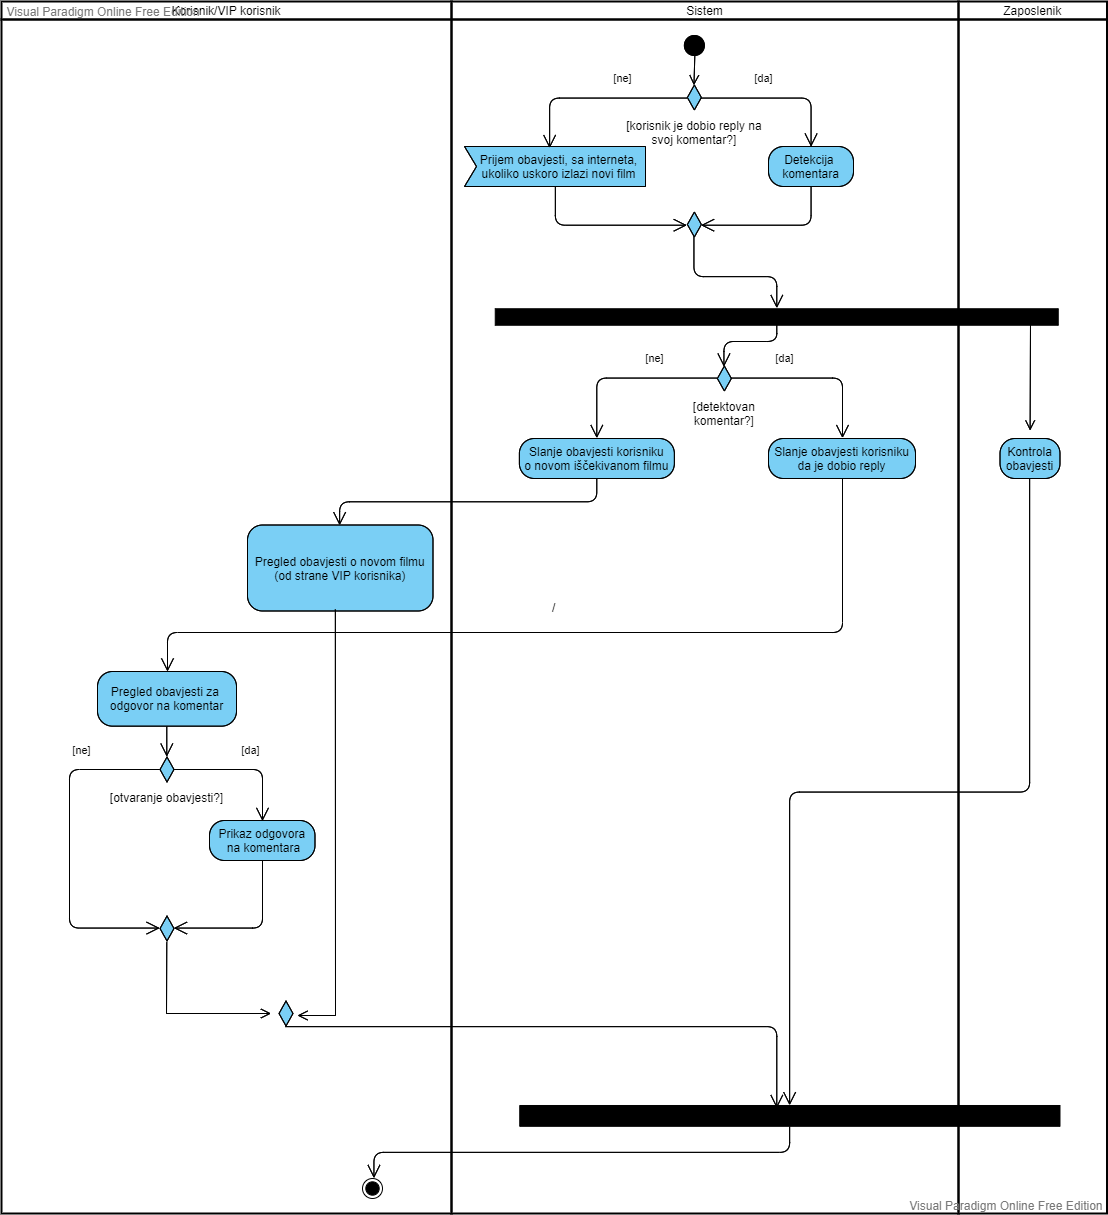 Visual Paradigm Online Free Edition
Korisnik/VIP korisnik
Sistem
Zaposlenik
[ne]
[da]
[korisnik je dobio reply na
svoj komentar?]
Prijem obavjesti, sa interneta,
ukoliko uskoro izlazi novi film
Detekcija
komentara
[ne]
[da]
[detektovan
komentar?]
Slanje obavjesti korisniku
o novom iščekivanom filmu
Slanje obavjesti korisniku
da je dobio reply
Kontrola
obavjesti
Pregled obavjesti o novom filmu
(od strane VIP korisnika)
/
Pregled obavjesti za
odgovor na komentar
[ne]
[da]
[otvaranje obavjesti?]
Prikaz odgovora
na komentara
Visual Paradigm Online Free Edition